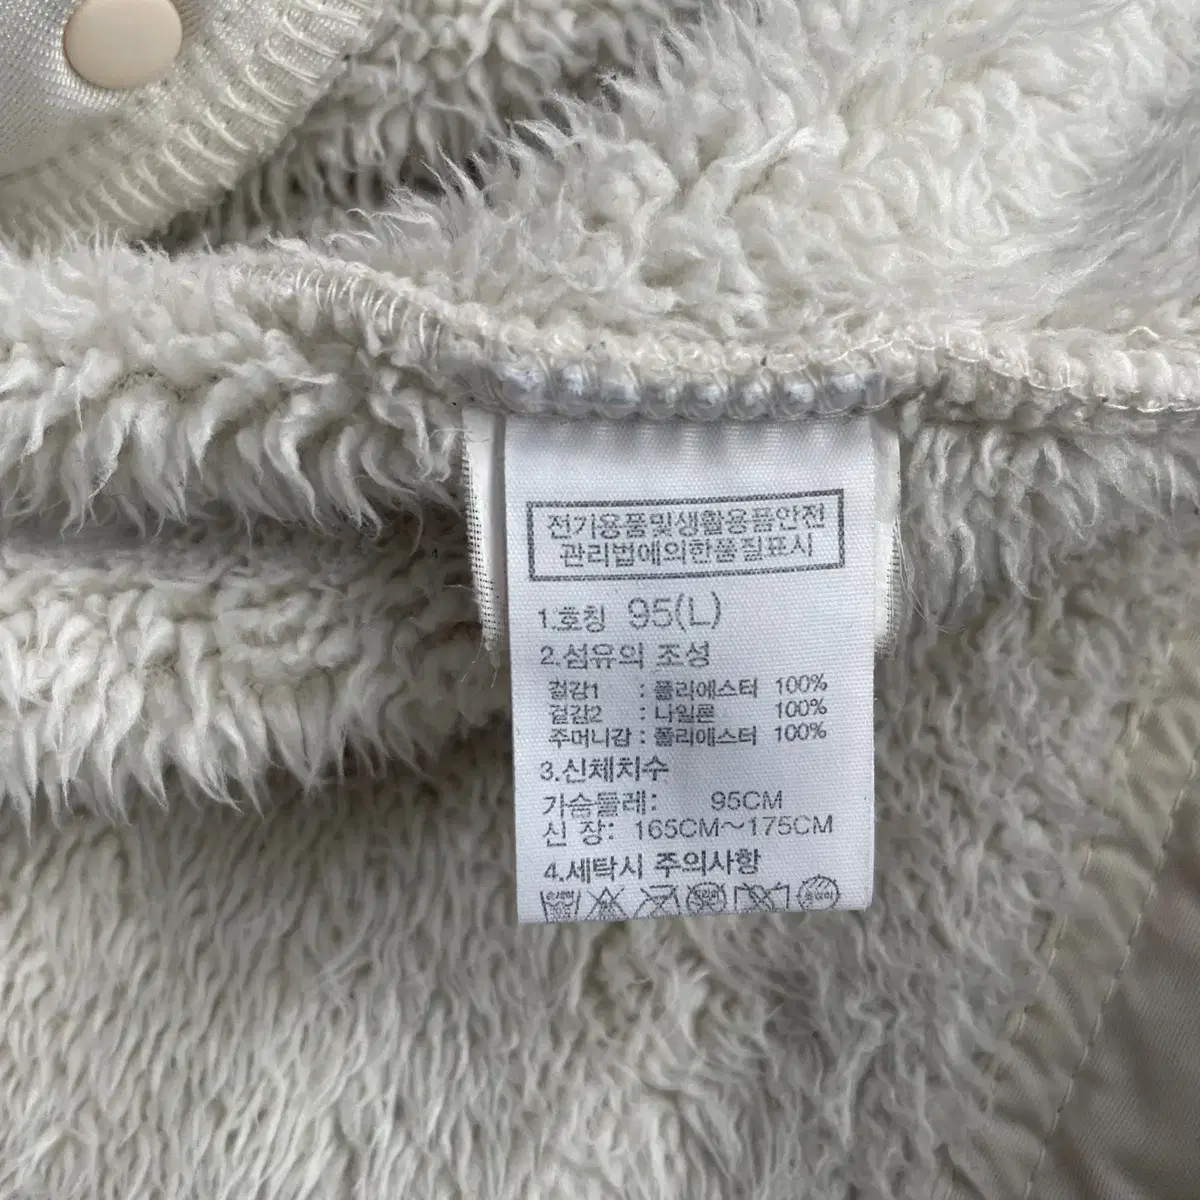 전기용품및생활용품안전
관리법에의한품질표시
1.호칭 95(L)
2.섬유의 조성
겉감1 : 폴리에스터 100%
겉감2 : 나일론 100%
주머니감 : 폴리에스터 100%
3.신체치수
가슴둘레: 95CM
신 장: 165CM~175CM
4.세탁시 주의사항